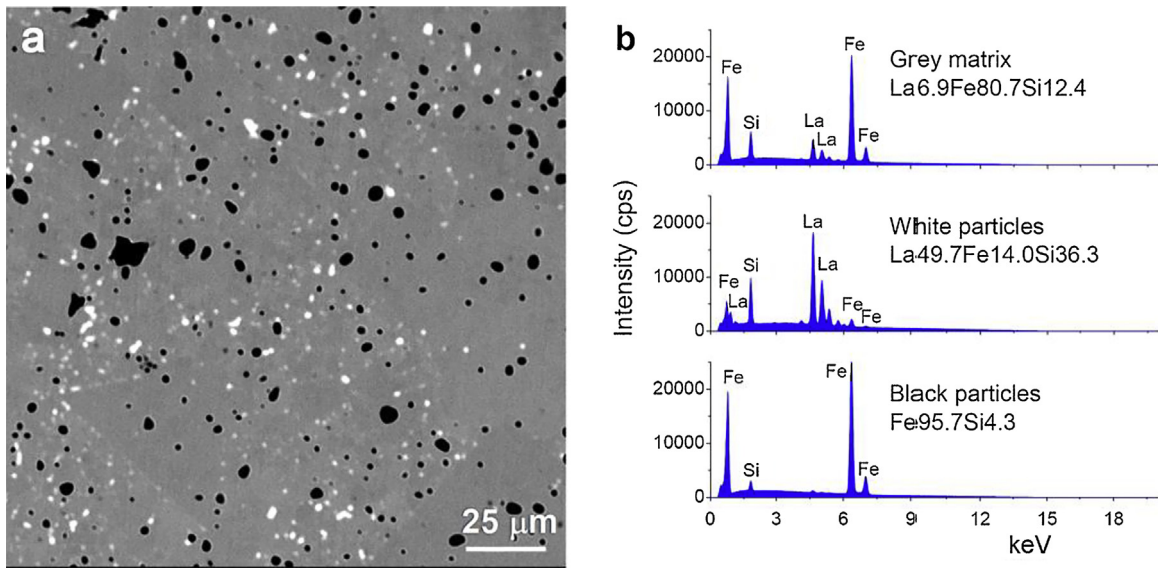 a
25 μm
b
Intensity (cps)
Fe
Si
La
La
Fe
Fe
Grey matrix
La6.9Fe80.7Si12.4
20000
10000
0
Fe
La
Si
La
La
Fe
Fe
White particles
La49.7Fe14.0Si36.3
20000
10000
0
Fe
Si
Fe
Fe
Black particles
Fe95.7Si4.3
20000
10000
0
0 3 6 9 12 15 18
keV